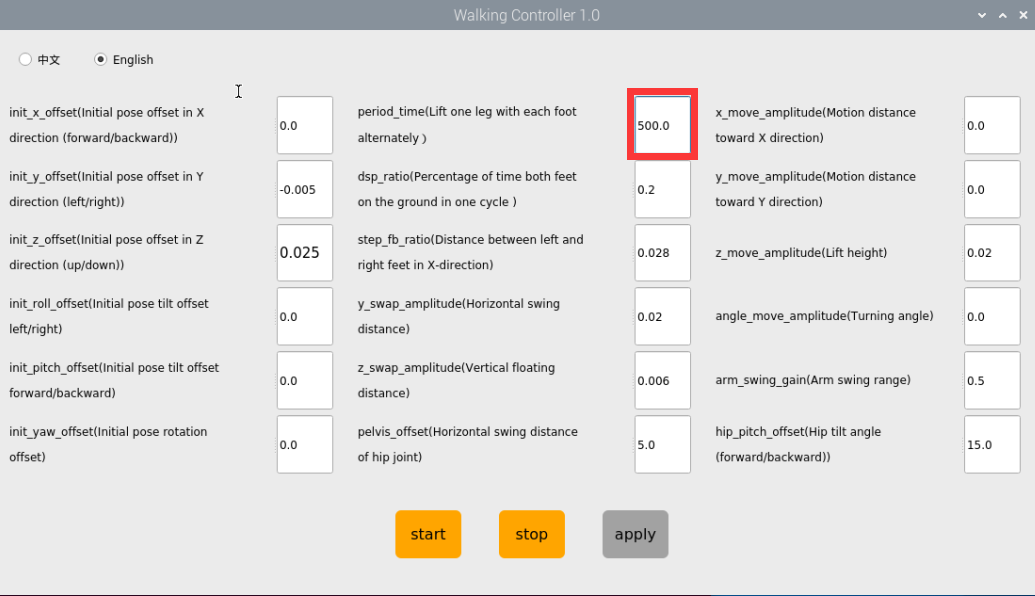 Walking Controller 1.0
中文
English
init_x_offset(Initial pose offset in X
direction (forward/backward))
0.0
period_time(Lift one leg with each foot
alternately )
500.0
x_move_amplitude(Motion distance
toward X direction)
0.0
init_y_offset(Initial pose offset in Y
direction (left/right))
-0.005
dsp_ratio(Percentage of time both feet
on the ground in one cycle )
0.2
y_move_amplitude(Motion distance
toward Y direction)
0.0
init_z_offset(Initial pose offset in Z
direction (up/down))
0.025
step_fb_ratio(Distance between left and
right feet in X-direction)
0.028
z_move_amplitude(Lift height)
0.02
init_roll_offset(Initial pose tilt offset
left/right)
0.0
y_swap_amplitude(Horizontal swing
distance)
0.02
angle_move_amplitude(Turning angle)
0.0
init_pitch_offset(Initial pose tilt offset
forward/backward)
0.0
z_swap_amplitude(Vertical floating
distance)
0.006
arm_swing_gain(Arm swing range)
0.5
init_yaw_offset(Initial pose rotation
offset)
0.0
pelvis_offset(Horizontal swing distance
of hip joint)
5.0
hip_pitch_offset(Hip tilt angle
(forward/backward))
15.0
start
stop
apply